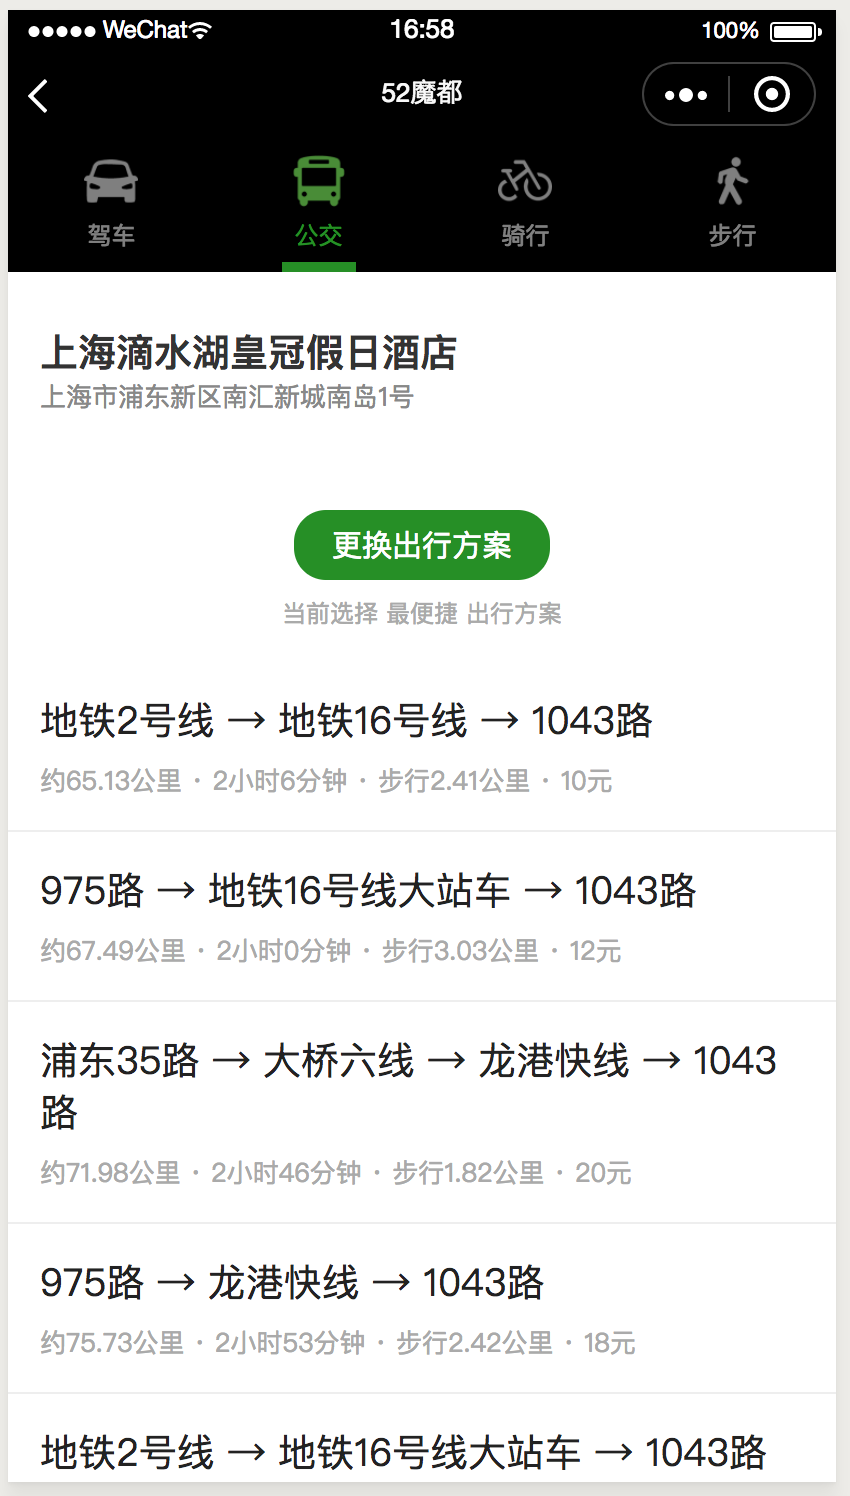 WeChat 16:58 100%
52魔都
驾车 公交 骑行 步行
上海滴水湖皇冠假日酒店
上海市浦东新区南汇新城南岛1号
更换出行方案
当前选择 最便捷 出行方案
地铁2号线 → 地铁16号线 → 1043路
约65.13公里 · 2小时6分钟 · 步行2.41公里 · 10元
975路 → 地铁16号线大站车 → 1043路
约67.49公里 · 2小时0分钟 · 步行3.03公里 · 12元
浦东35路 → 大桥六线 → 龙港快线 → 1043
路
约71.98公里 · 2小时46分钟 · 步行1.82公里 · 20元
975路 → 龙港快线 → 1043路
约75.73公里 · 2小时53分钟 · 步行2.42公里 · 18元
地铁2号线 → 地铁16号线大站车 → 1043路